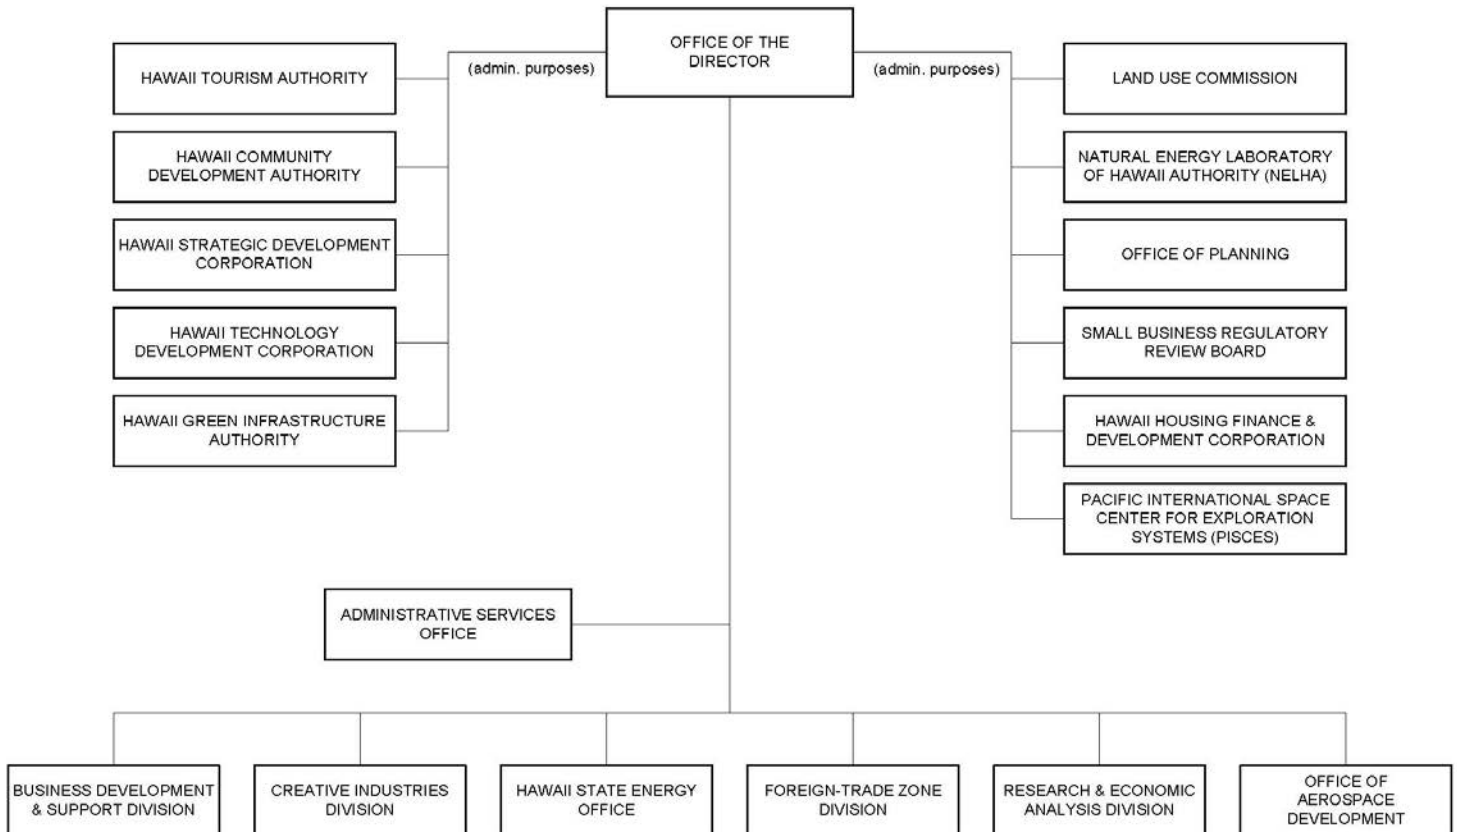 OFFICE OF THE
DIRECTOR
(admin. purposes)
(admin. purposes)
HAWAII TOURISM AUTHORITY
HAWAII COMMUNITY
DEVELOPMENT AUTHORITY
HAWAII STRATEGIC DEVELOPMENT
CORPORATION
HAWAII TECHNOLOGY
DEVELOPMENT CORPORATION
HAWAII GREEN INFRASTRUCTURE
AUTHORITY
LAND USE COMMISSION
NATURAL ENERGY LABORATORY
OF HAWAII AUTHORITY (NELHA)
OFFICE OF PLANNING
SMALL BUSINESS REGULATORY
REVIEW BOARD
HAWAII HOUSING FINANCE &
DEVELOPMENT CORPORATION
PACIFIC INTERNATIONAL SPACE
CENTER FOR EXPLORATION
SYSTEMS (PISCES)
ADMINISTRATIVE SERVICES
OFFICE
BUSINESS DEVELOPMENT
& SUPPORT DIVISION
CREATIVE INDUSTRIES
DIVISION
HAWAII STATE ENERGY
OFFICE
FOREIGN-TRADE ZONE
DIVISION
RESEARCH & ECONOMIC
ANALYSIS DIVISION
OFFICE OF
AEROSPACE
DEVELOPMENT